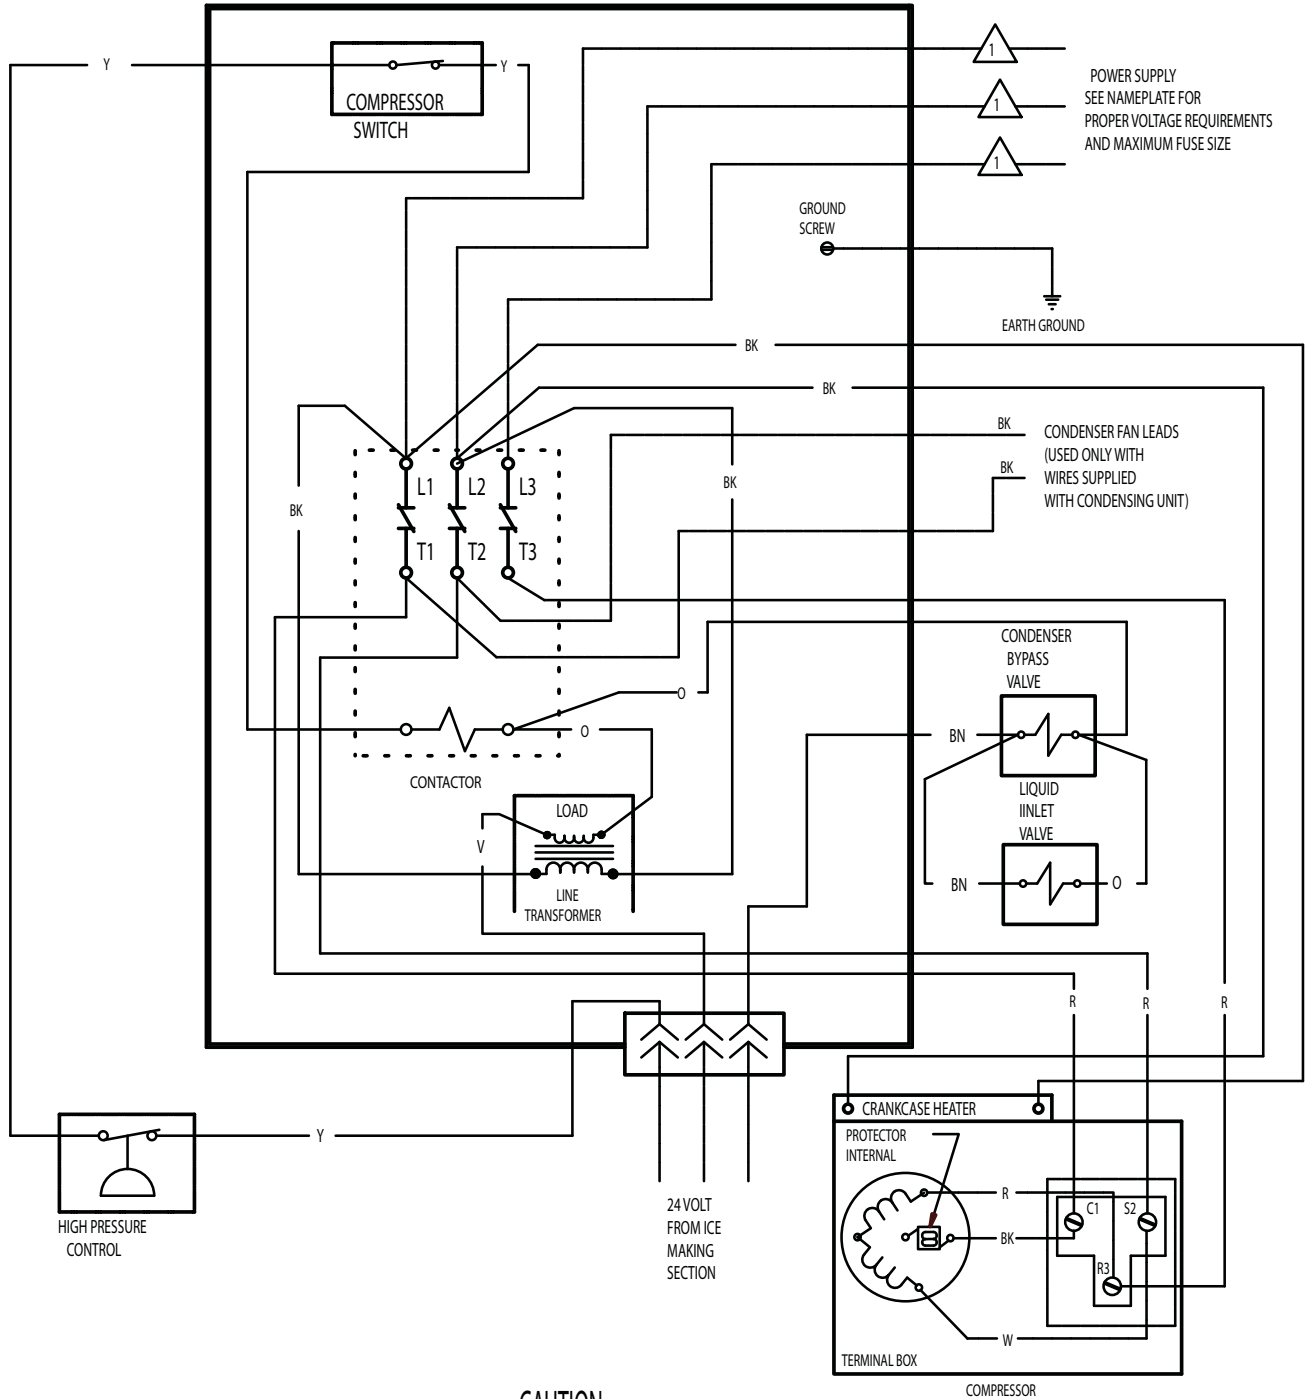 Y
COMPRESSOR
SWITCH
Y
1
1
1
POWER SUPPLY
SEE NAMEPLATE FOR
PROPER VOLTAGE REQUIREMENTS
AND MAXIMUM FUSE SIZE
GROUND
SCREW
EARTH GROUND
BK
BK
BK
BK
CONDENSER FAN LEADS
(USED ONLY WITH
WIRES SUPPLIED
WITH CONDENSING UNIT)
BK
BK
L1
L2
L3
T1
T2
T3
CONDENSER
BYPASS
VALVE
O
O
BN
CONTACTOR
LIQUID
IINLET
VALVE
BN
O
LOAD
V
LINE
TRANSFORMER
R
R
R
HIGH PRESSURE
CONTROL
Y
24 VOLT
FROM ICE
MAKING
SECTION
CRANKCASE HEATER
PROTECTOR
INTERNAL
R
BK
W
C1
S2
R3
TERMINAL BOX
COMPRESSOR
CAUTION